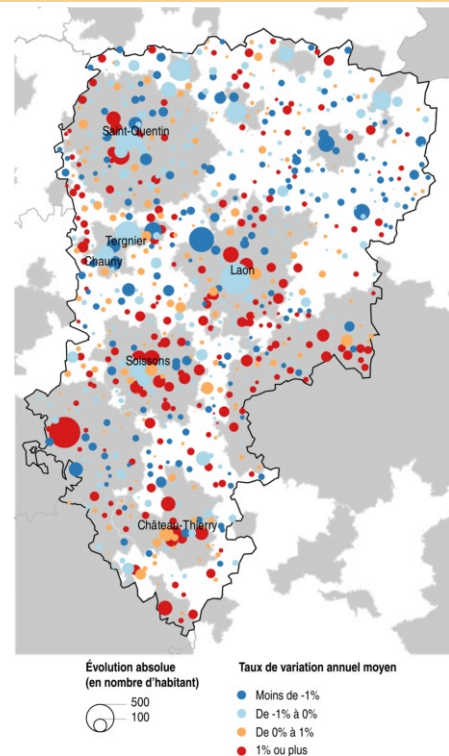 Saint-Quentin
Tergnier
Chauny
Laon
Soissons
Château-Thierry
Évolution absolue
(en nombre d'habitant)
500
100
Taux de variation annuel moyen
Moins de -1%
De -1% à 0%
De 0% à 1%
1% ou plus